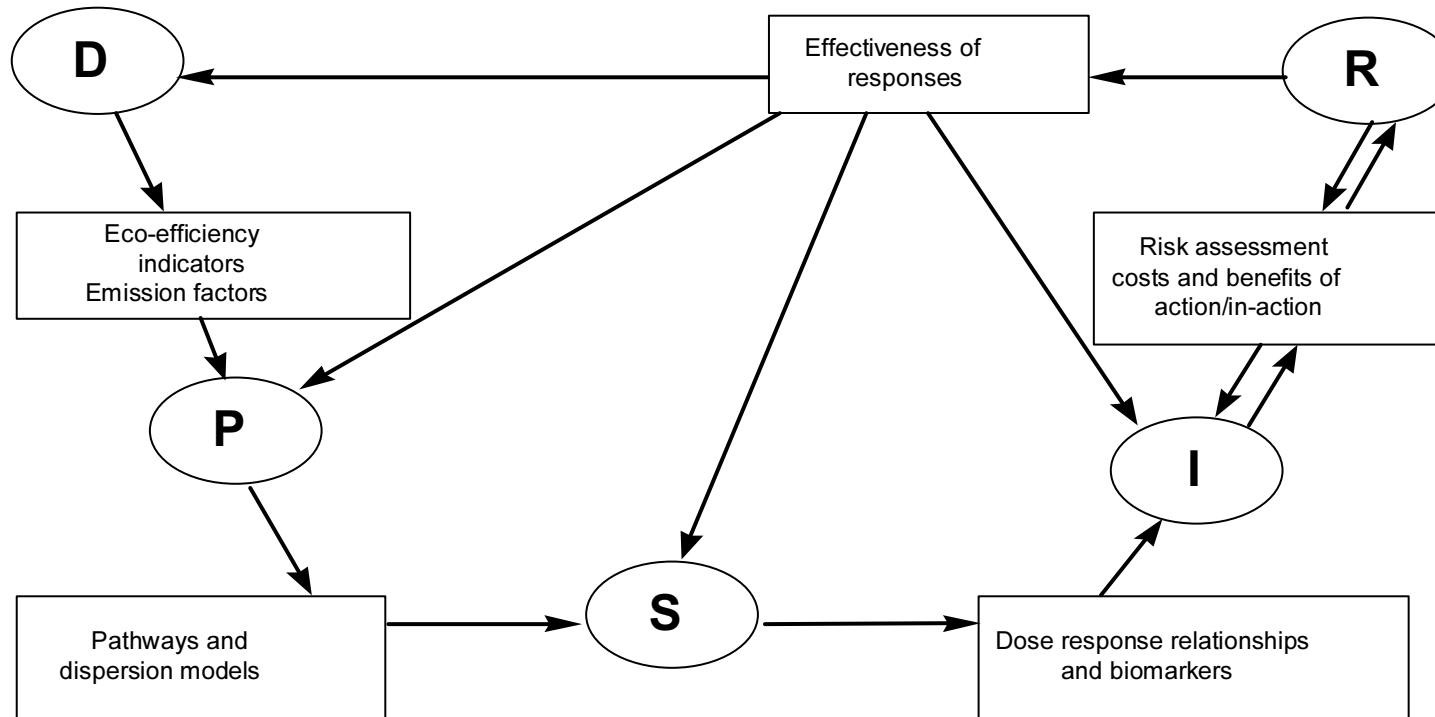 D
Effectiveness of
responses
R
Eco-efficiency
indicators
Emission factors
Risk assessment
costs and benefits of
action/in-action
P
I
S
Pathways and
dispersion models
Dose response relationships
and biomarkers